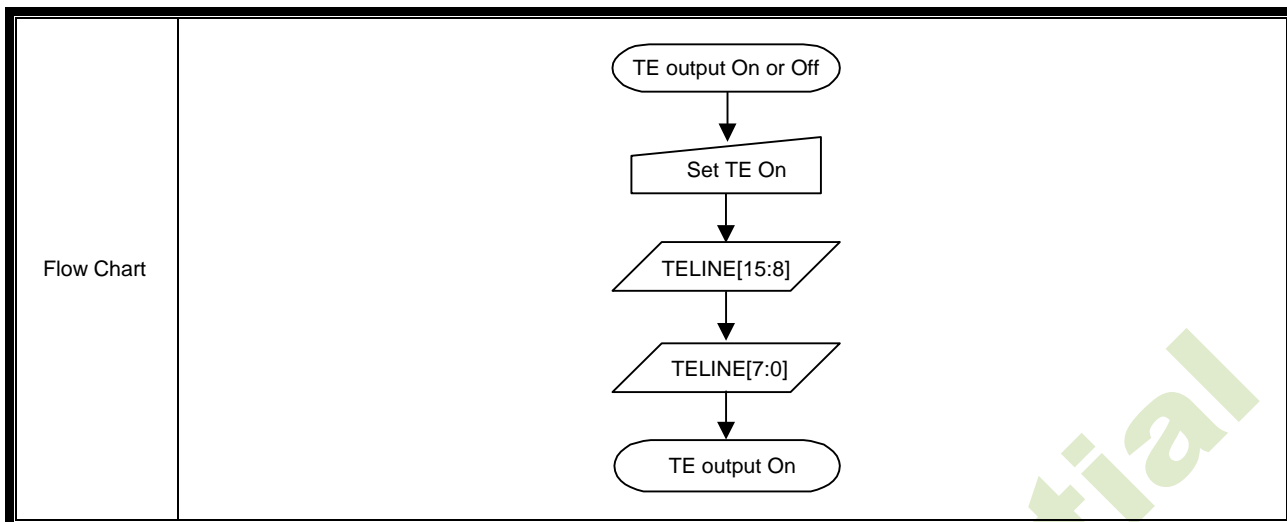 Flow Chart
TE output On or Off
Set TE On
TELINE[15:8]
TELINE[7:0]
TE output On
tial